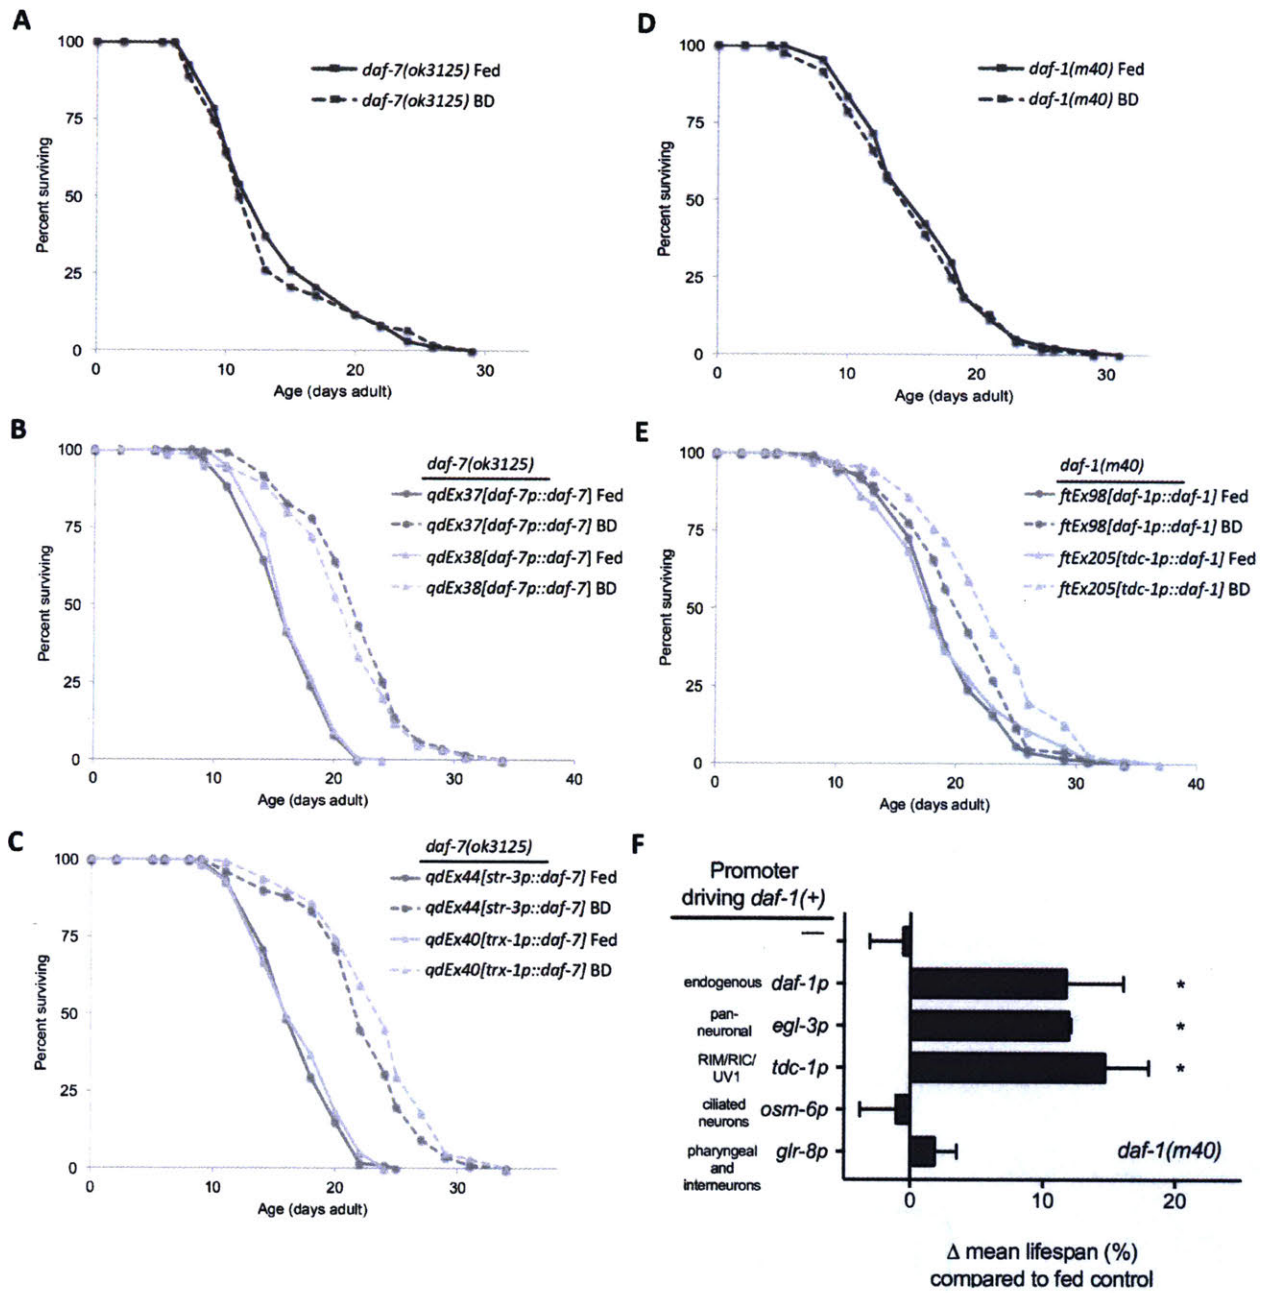 A
100
75
50
25
0
0 10 20 30
Percent surviving
Age (days adult)
daf-7(ok3125) Fed
daf-7(ok3125) BD
D
100
75
50
25
0
0 10 20 30
Percent surviving
Age (days adult)
daf-1(m40) Fed
daf-1(m40) BD
B
100
75
50
25
0
0 10 20 30 40
Percent surviving
Age (days adult)
daf-7(ok3125)
qdEx37[daf-7p::daf-7] Fed
qdEx37[daf-7p::daf-7] BD
qdEx38[daf-7p::daf-7] Fed
qdEx38[daf-7p::daf-7] BD
E
100
75
50
25
0
0 10 20 30 40
Percent surviving
Age (days adult)
daf-1(m40)
ftEx98[daf-1p::daf-1] Fed
ftEx98[daf-1p::daf-1] BD
ftEx205[tdc-1p::daf-1] Fed
ftEx205[tdc-1p::daf-1] BD
C
100
75
50
25
0
0 10 20 30
Percent surviving
Age (days adult)
daf-7(ok3125)
qdEx44[str-3p::daf-7] Fed
qdEx44[str-3p::daf-7] BD
qdEx40[trx-1p::daf-7] Fed
qdEx40[trx-1p::daf-7] BD
F
Promoter
driving daf-1(+)
—
endogenous daf-1p *
pan-
neuronal egl-3p *
RIM/RIC/
UV1 tdc-1p *
ciliated
neurons osm-6p
pharyngeal
and
interneurons glr-8p
daf-1(m40)
0 10 20
Δ mean lifespan (%)
compared to fed control